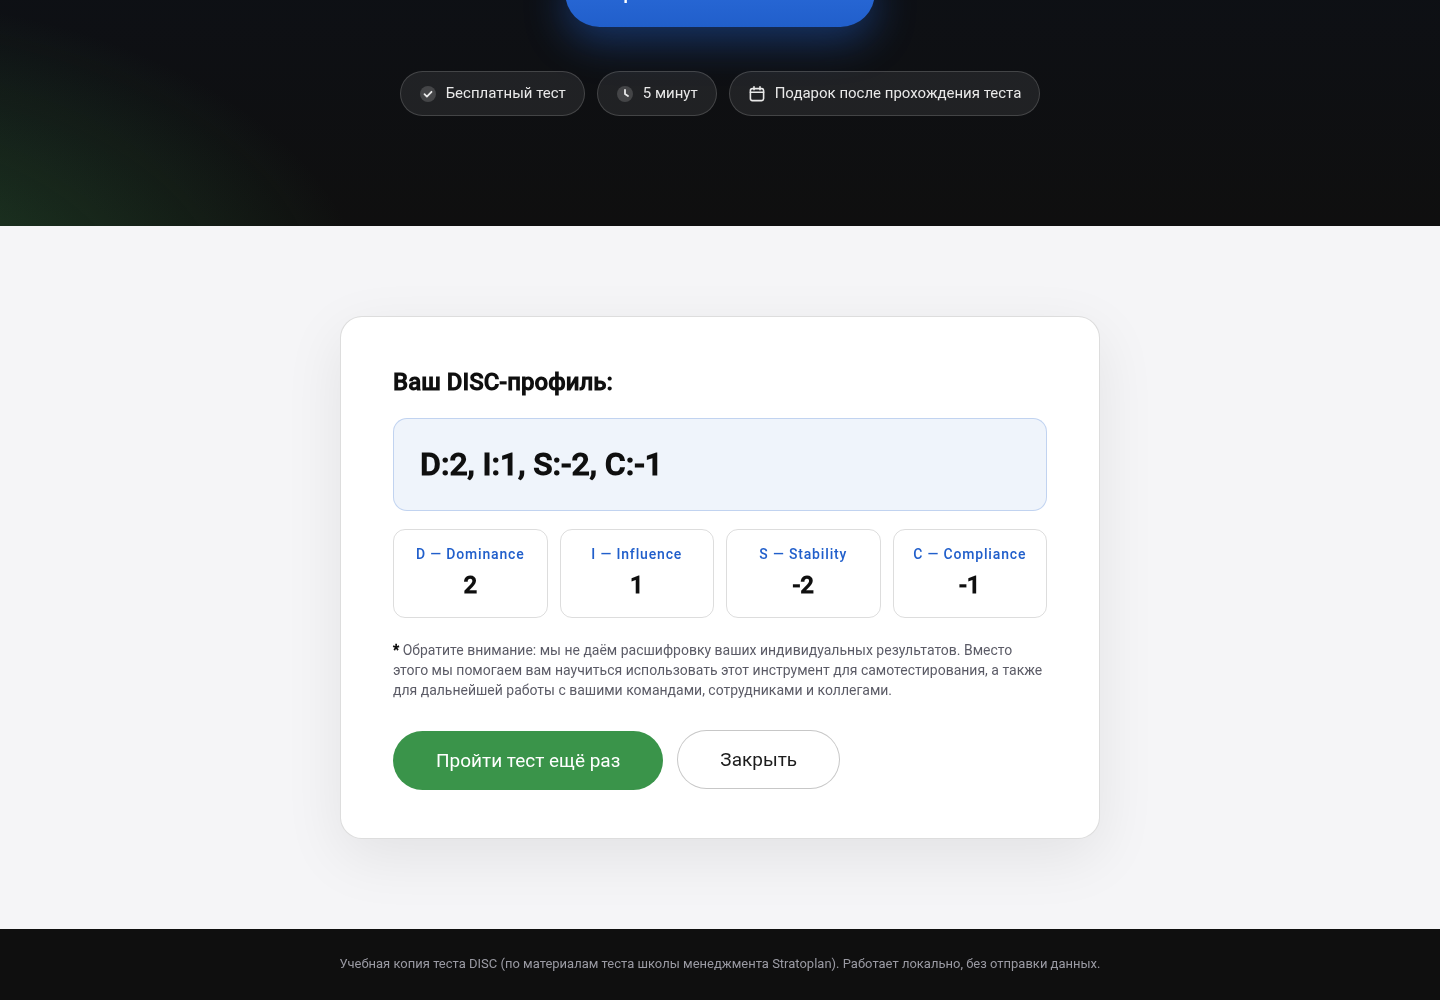 Бесплатный тест
5 минут
Подарок после прохождения теста
Ваш DISC-профиль:
D:2, I:1, S:-2, C:-1
D — Dominance
2
I — Influence
1
S — Stability
-2
C — Compliance
-1
* Обратите внимание: мы не даём расшифровку ваших индивидуальных результатов. Вместо
этого мы помогаем вам научиться использовать этот инструмент для самотестирования, а также
для дальнейшей работы с вашими командами, сотрудниками и коллегами.
Пройти тест ещё раз
Закрыть
Учебная копия теста DISC (по материалам теста школы менеджмента Stratoplan). Работает локально, без отправки данных.